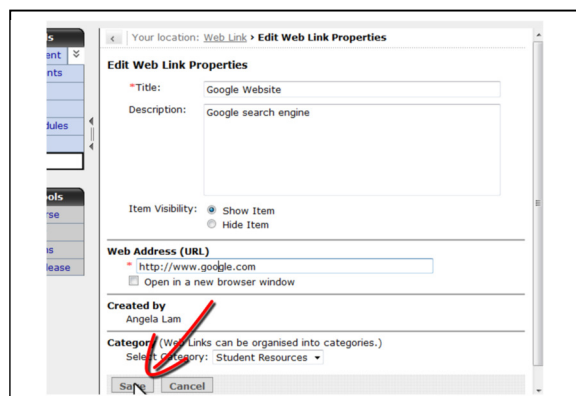 Your location: Web Link › Edit Web Link Properties
Edit Web Link Properties
*Title: Google Website
Description: Google search engine
Item Visibility: Show Item
Hide Item
Web Address (URL)
* http://www.google.com
Open in a new browser window
Created by
Angela Lam
Category (Web Links can be organised into categories.)
Select Category: Student Resources
Save Cancel